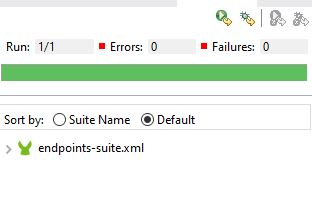 Run: 1/1 Errors: 0 Failures: 0
Sort by: Suite Name Default
endpoints-suite.xml